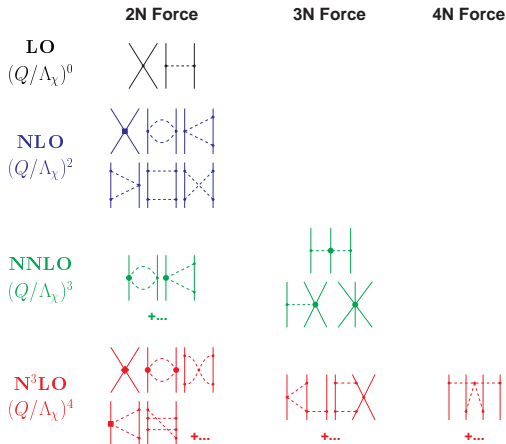 2N Force 3N Force 4N Force
LO
(Q/Λχ)⁰
NLO
(Q/Λχ)²
NNLO
(Q/Λχ)³
+...
N³LO
(Q/Λχ)⁴
+... +... +...